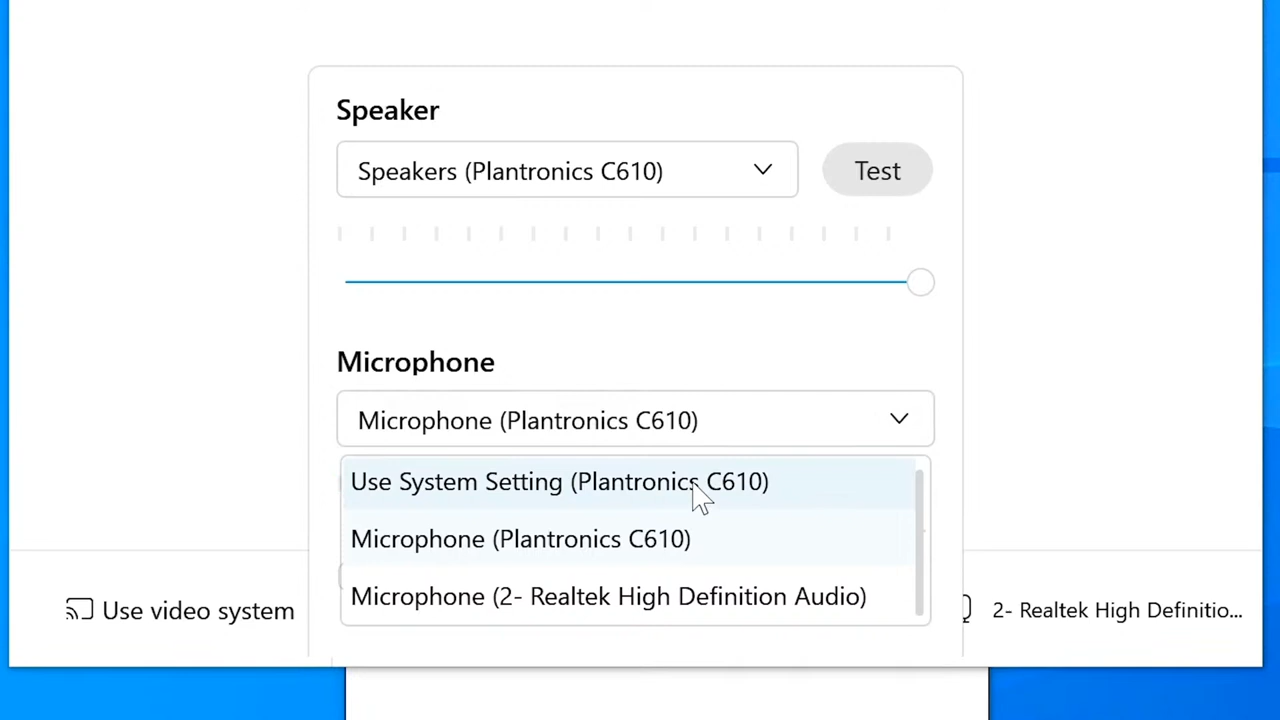 Speaker
Speakers (Plantronics C610)
Test
Microphone
Microphone (Plantronics C610)
Use System Setting (Plantronics C610)
Microphone (Plantronics C610)
Microphone (2- Realtek High Definition Audio)
Use video system
2- Realtek High Definitio...